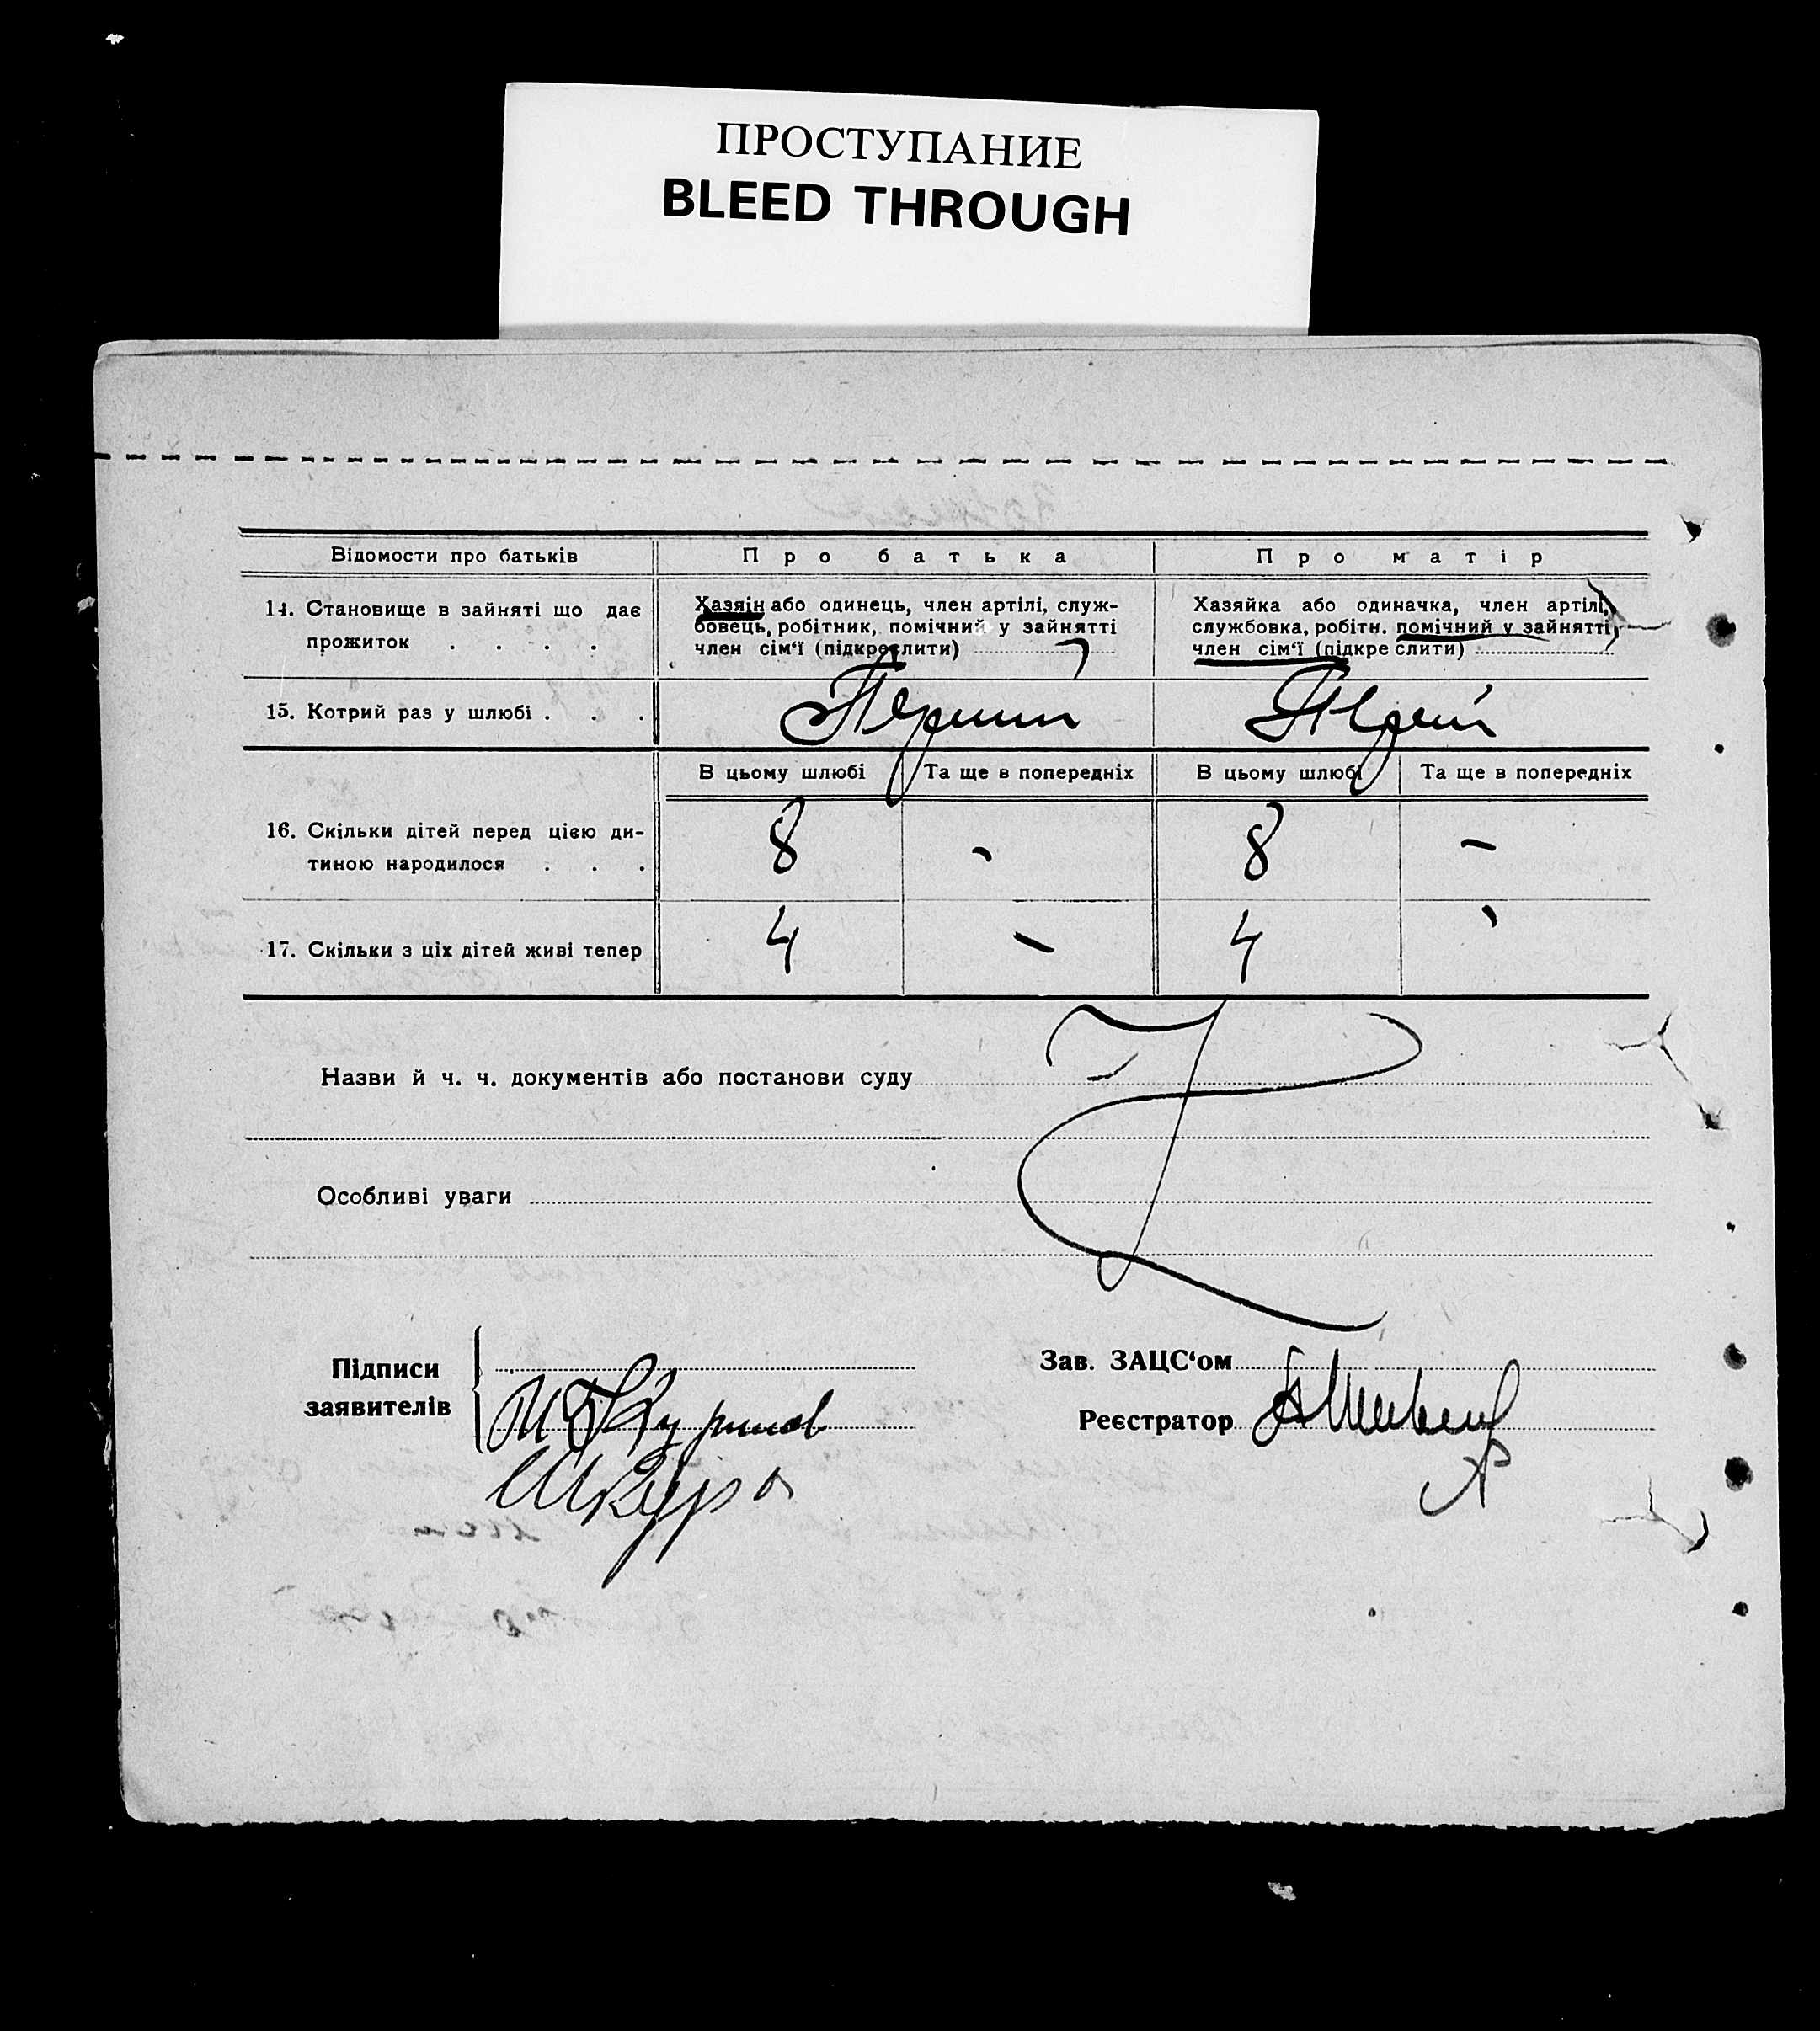 ПРОСТУПАНИЕ
BLEED THROUGH
Відомости про батьків
Про батька
Про матір
14. Становище в зайняті що дає
прожиток . . . .
Хазяїн або одинець, член артілі, служ-
бовець, робітник, помічний у зайнятті
член сім‘ї (підкреслити)
Хазяйка або одиначка, член артілі,
службовка, робітн. помічний у зайнятті,
член сім‘ї (підкреслити)
15. Котрий раз у шлюбі . . .
Перший
В цьому шлюбі
Та ще в попередніх
В цьому шлюбі
Та ще в попередніх
16. Скільки дітей перед цією ди-
тиною народилося . . .
8
-
8
-
17. Скільки з ціх дітей живі тепер
4
-
4
-
Назви й ч. ч. документів або постанови суду
Особливі уваги
Підписи
заявителів
Зав. ЗАЦС‘ом
Реєстратор